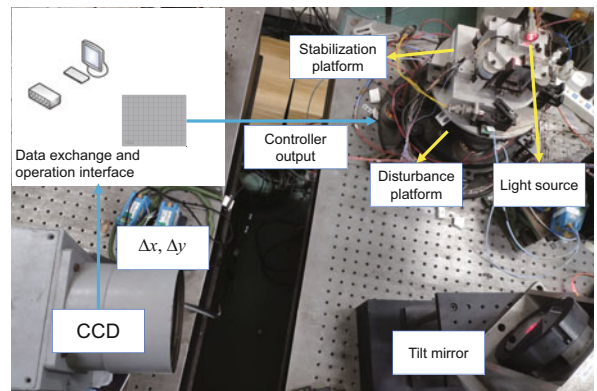 Stabilization
platform
Data exchange and
operation interface
Controller
output
Disturbance
platform
Light source
Δx, Δy
CCD
Tilt mirror